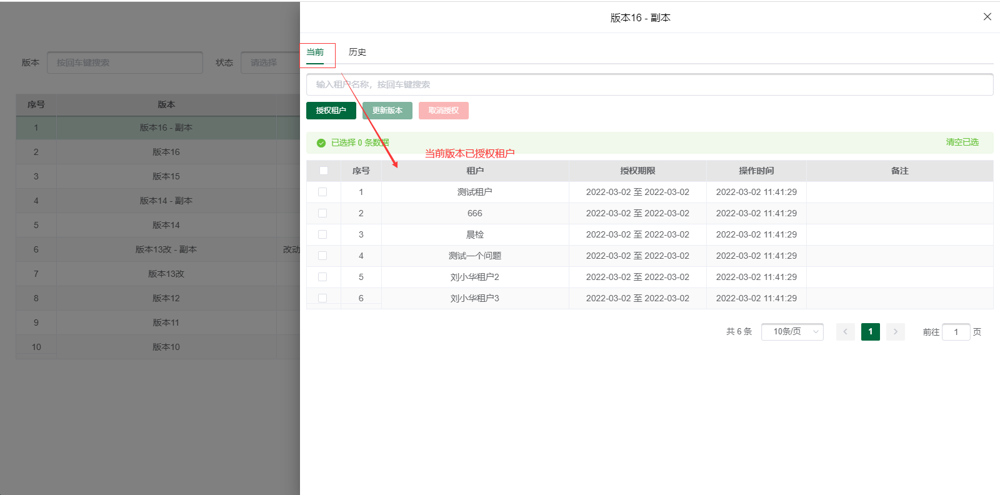 版本16 - 副本
版本 按回车键搜索 状态 请选择
序号 版本
1 版本16 - 副本
2 版本16
3 版本15
4 版本14 - 副本
5 版本14
6 版本13改 - 副本 改动
7 版本13改
8 版本12
9 版本11
10 版本10
当前 历史
输入租户名称，按回车键搜索
授权租户 更新版本 取消授权
已选择 0 条数据 清空已选
当前版本已授权租户
序号 租户 授权期限 操作时间 备注
1 测试租户 2022-03-02 至 2022-03-02 2022-03-02 11:41:29
2 666 2022-03-02 至 2022-03-02 2022-03-02 11:41:29
3 晨检 2022-03-02 至 2022-03-02 2022-03-02 11:41:29
4 测试一个问题 2022-03-02 至 2022-03-02 2022-03-02 11:41:29
5 刘小华租户2 2022-03-02 至 2022-03-02 2022-03-02 11:41:29
6 刘小华租户3 2022-03-02 至 2022-03-02 2022-03-02 11:41:29
共 6 条 10条/页 1 前往 1 页